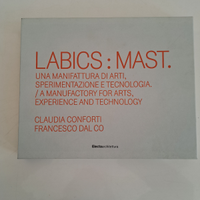 LABICS : MAST.
UNA MANIFATTURA DI ARTI,
SPERIMENTAZIONE E TECNOLOGIA.
/ A MANUFACTORY FOR ARTS,
EXPERIENCE AND TECHNOLOGY
CLAUDIA CONFORTI
FRANCESCO DAL CO